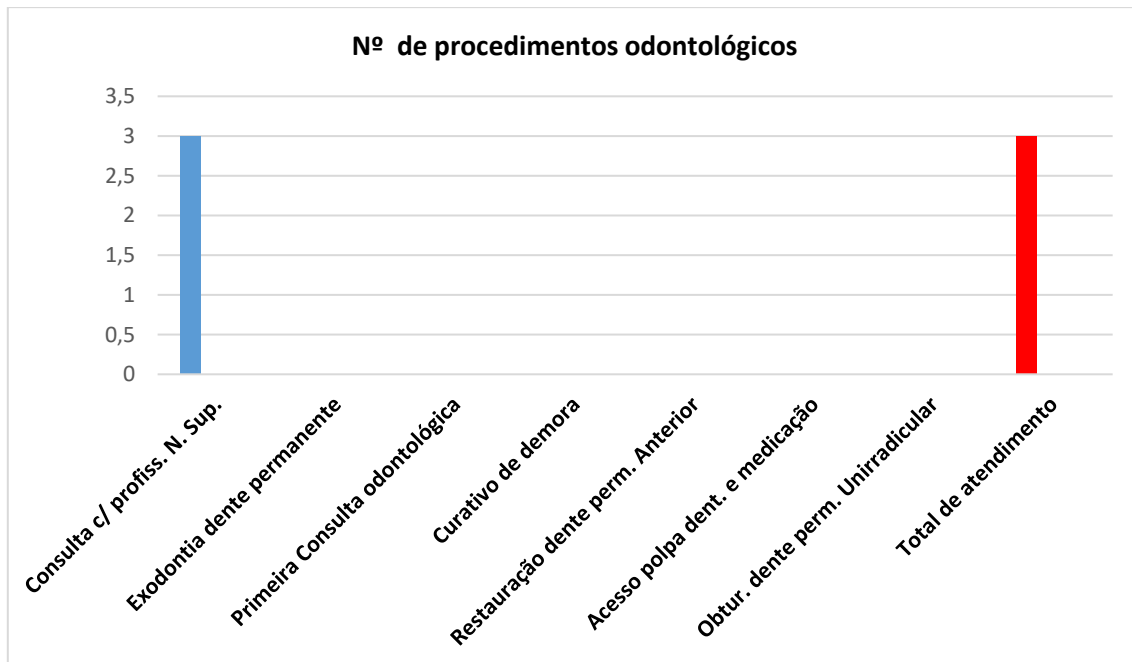 Nº  de procedimentos odontológicos
3,5
3
2,5
2
1,5
1
0,5
0
Consulta c/ profiss. N. Sup.
Exodontia dente permanente
Primeira Consulta odontológica
Curativo de demora
Restauração dente perm. Anterior
Acesso polpa dent. e medicação
Obtur. dente perm. Unirradicular
Total de atendimento